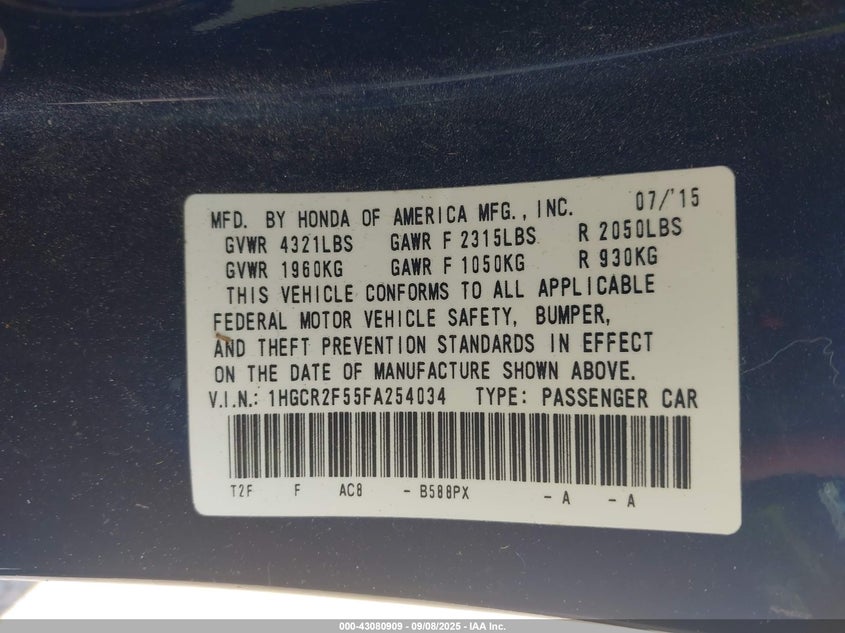 MFD. BY HONDA OF AMERICA MFG., INC. 07/'15
GVWR 4321LBS GAWR F 2315LBS R 2050LBS
GVWR 1960KG GAWR F 1050KG R 930KG
THIS VEHICLE CONFORMS TO ALL APPLICABLE
FEDERAL MOTOR VEHICLE SAFETY, BUMPER,
AND THEFT PREVENTION STANDARDS IN EFFECT
ON THE DATE OF MANUFACTURE SHOWN ABOVE.
V.I.N.: 1HGCR2F55FA254034 TYPE: PASSENGER CAR
T2F F AC8 - B588PX - A - A
000-43080909 - 09/08/2025 - IAA Inc.